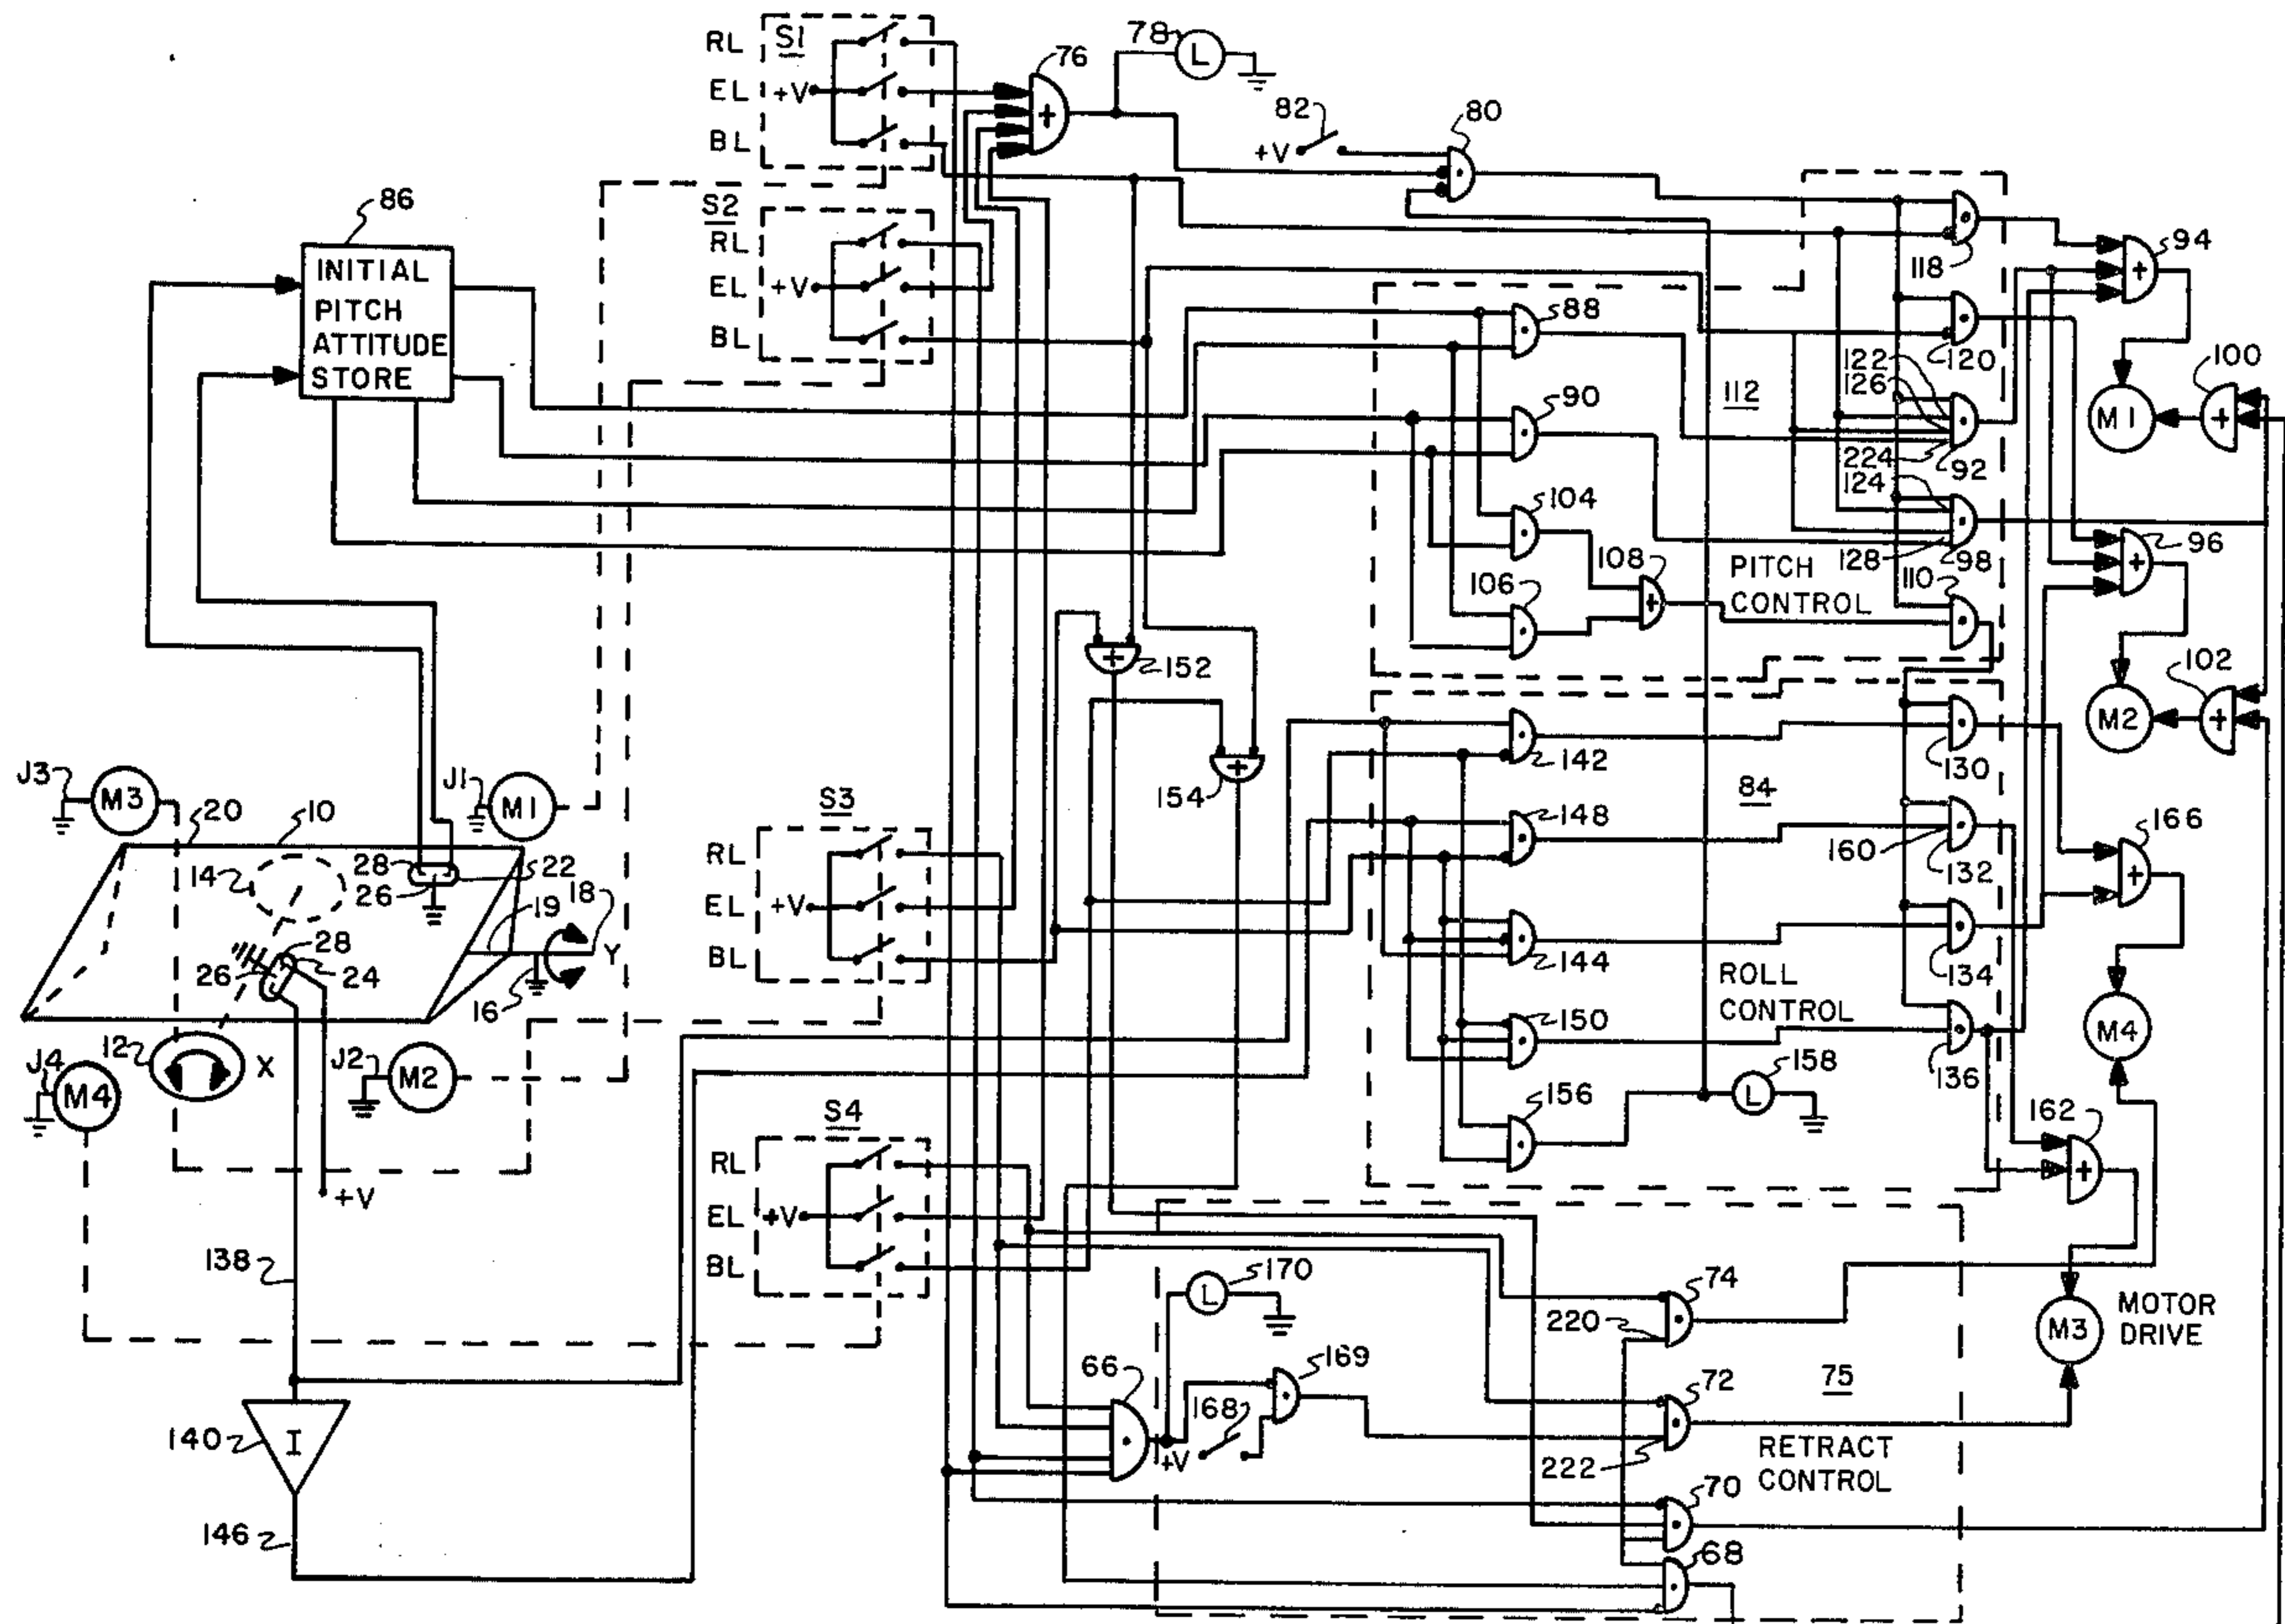 RL S1
EL +V
BL
78 L
76
82
+V
80
S2
RL
EL +V
BL
86
INITIAL
PITCH
ATTITUDE
STORE
118
94
+
88
120
122
126
112
100
M1
+
90
224
92
124
104
128
98
108
PITCH
CONTROL
110
96
+
106
+
152
102
M2
+
142
130
154
84
J3 M3
20
10
J1 M1
S3
RL
EL +V
BL
148
160
132
166
+
14
28
26
22
19
18
Y
16
28
24
26
144
134
ROLL
CONTROL
150
136
M4
12
X
J2 M2
J4
M4
158
L
156
162
+
S4
RL
EL +V
BL
+V
138
170
L
74
220
M3
MOTOR
DRIVE
66
169
168
+V
72
75
222
RETRACT
CONTROL
140
I
70
146
68